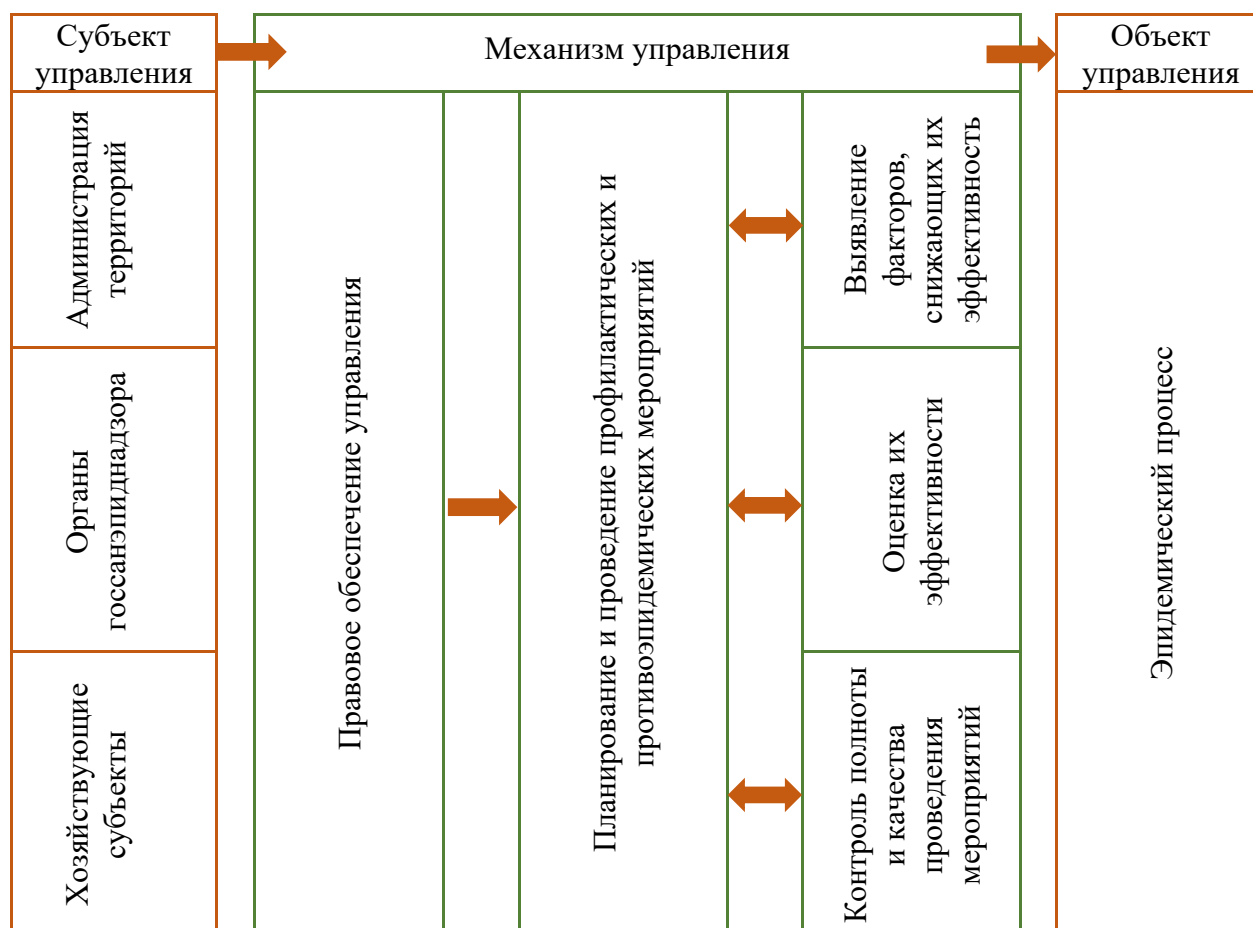 Субъект
управления
Механизм управления
Объект
управления
Администрация
территорий
Органы
госсанэпиднадзора
Хозяйствующие
субъекты
Правовое обеспечение управления
Планирование и проведение профилактических и
противоэпидемических мероприятий
Выявление
факторов,
снижающих их
эффективность
Оценка их
эффективности
Контроль полноты
и качества
проведения
мероприятий
Эпидемический процесс